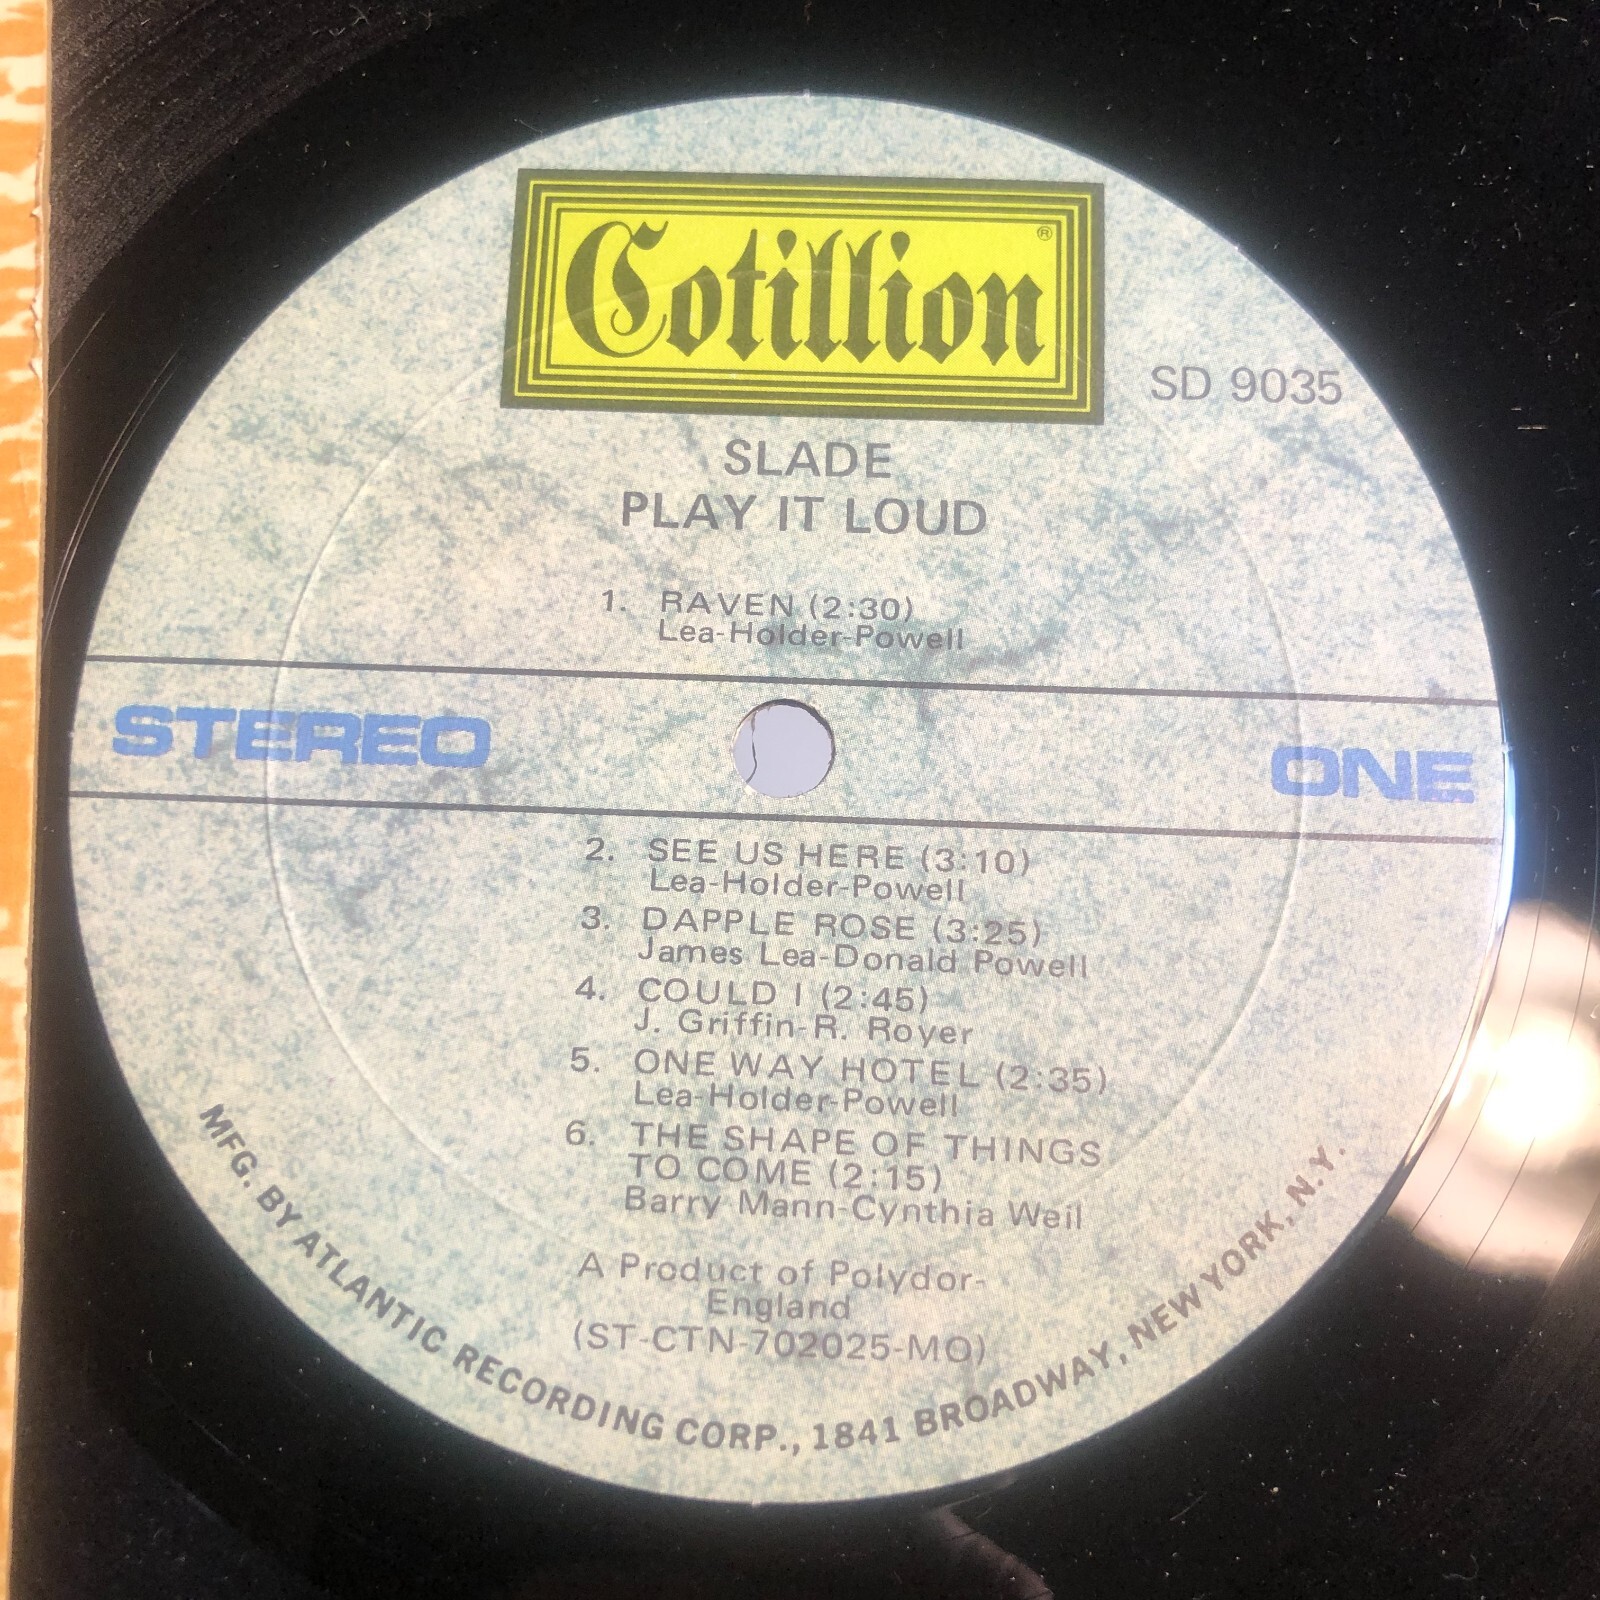 Cotillion ®
SD 9035
SLADE
PLAY IT LOUD
1. RAVEN (2:30)
Lea-Holder-Powell
STEREO
ONE
2. SEE US HERE (3:10)
Lea-Holder-Powell
3. DAPPLE ROSE (3:25)
James Lea-Donald Powell
4. COULD I (2:45)
J. Griffin-R. Royer
5. ONE WAY HOTEL (2:35)
Lea-Holder-Powell
6. THE SHAPE OF THINGS
TO COME (2:15)
Barry Mann-Cynthia Weil
A Product of Polydor-
England
(ST-CTN-702025-MO)
MFG. BY ATLANTIC RECORDING CORP., 1841 BROADWAY, NEW YORK, N.Y.